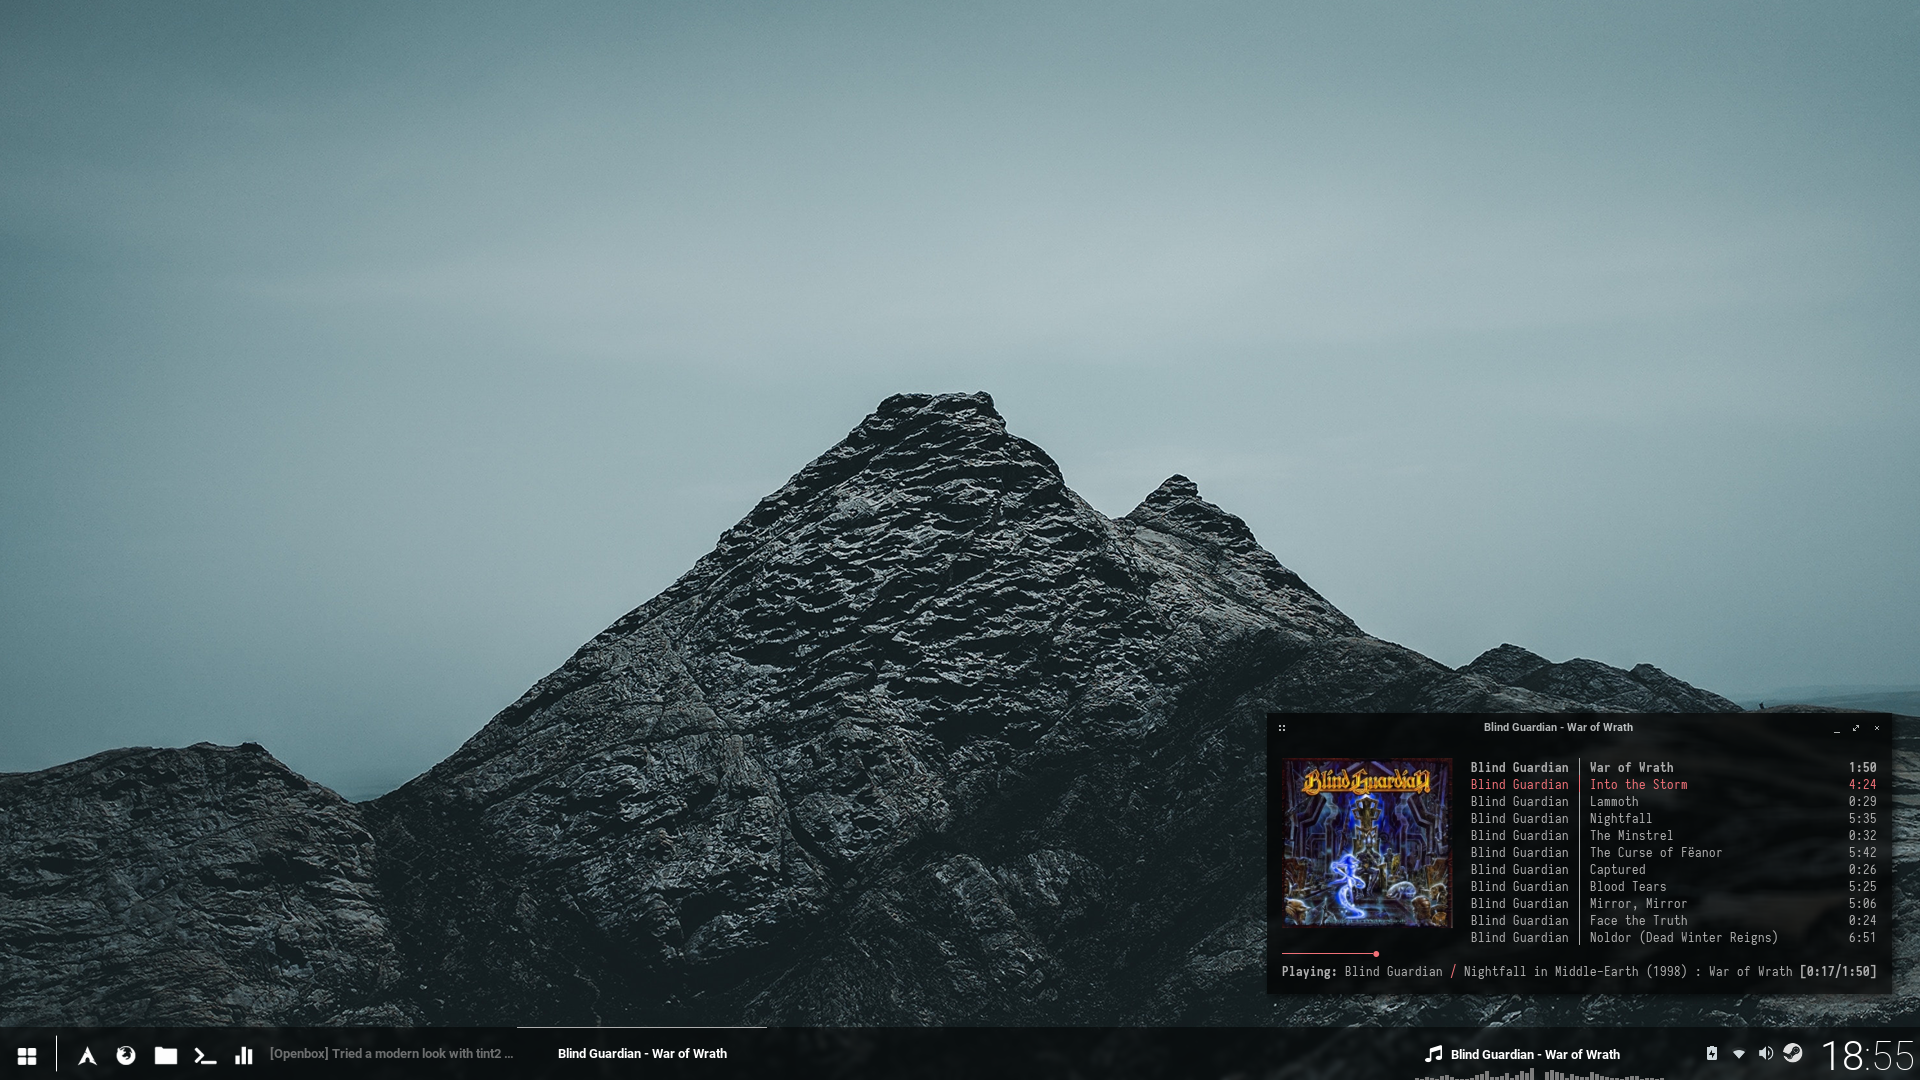 Blind Guardian - War of Wrath
Blind Guardian
Blind Guardian War of Wrath 1:50
Blind Guardian Into the Storm 4:24
Blind Guardian Lammoth 0:29
Blind Guardian Nightfall 5:35
Blind Guardian The Minstrel 0:32
Blind Guardian The Curse of Fëanor 5:42
Blind Guardian Captured 0:26
Blind Guardian Blood Tears 5:25
Blind Guardian Mirror, Mirror 5:06
Blind Guardian Face the Truth 0:24
Blind Guardian Noldor (Dead Winter Reigns) 6:51
Playing: Blind Guardian / Nightfall in Middle-Earth (1998) : War of Wrath [0:17/1:50]
[Openbox] Tried a modern look with tint2 ... Blind Guardian - War of Wrath Blind Guardian - War of Wrath 18:55